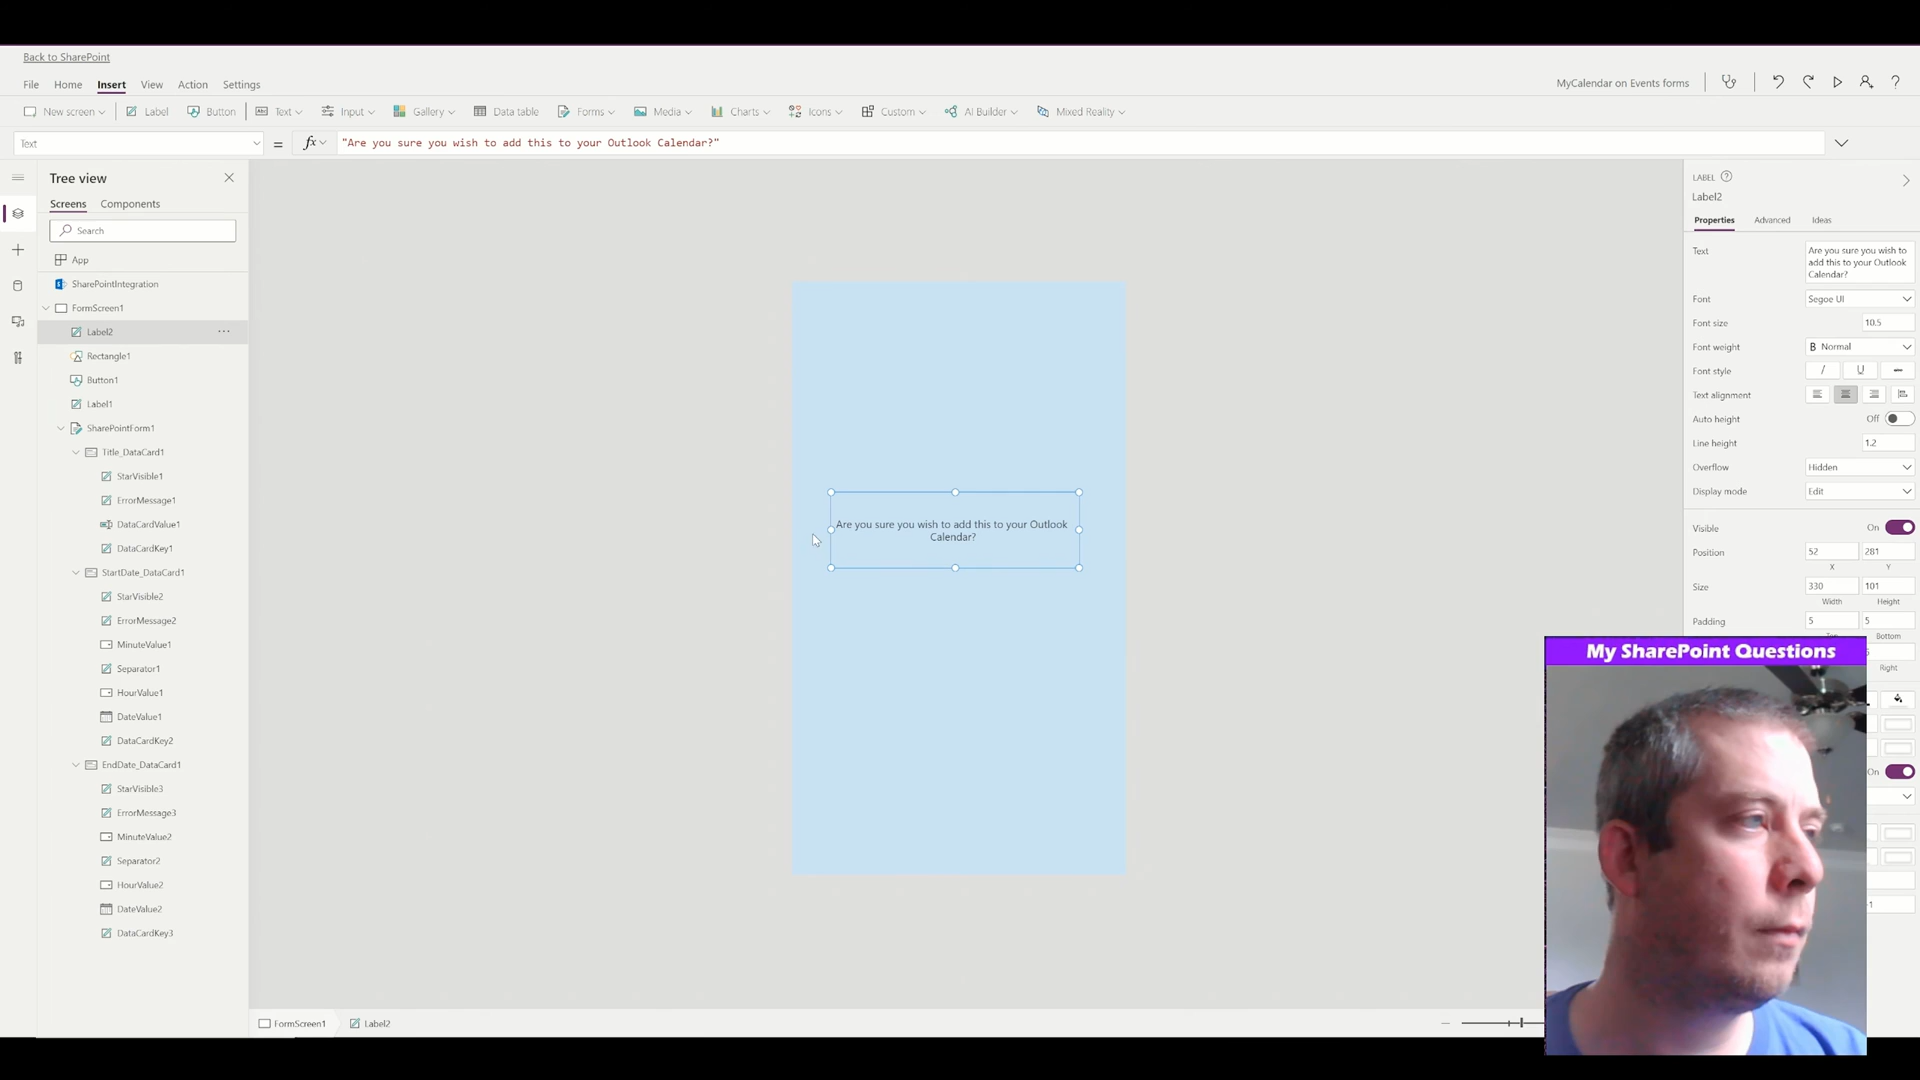 Back to SharePoint
File Home Insert View Action Settings
MyCalendar on Events forms
New screen Label Button Text Input Gallery Data table Forms Media Charts Icons Custom AI Builder Mixed Reality
Text = fx "Are you sure you wish to add this to your Outlook Calendar?"
Tree view
Screens Components
Search
App
SharePointIntegration
FormScreen1
Label2
Rectangle1
Button1
Label1
SharePointForm1
Title_DataCard1
StarVisible1
ErrorMessage1
DataCardValue1
DataCardKey1
StartDate_DataCard1
StarVisible2
ErrorMessage2
MinuteValue1
Separator1
HourValue1
DateValue1
DataCardKey2
EndDate_DataCard1
StarVisible3
ErrorMessage3
MinuteValue2
Separator2
HourValue2
DateValue2
DataCardKey3
Are you sure you wish to add this to your Outlook
Calendar?
FormScreen1 Label2
LABEL
Label2
Properties Advanced Ideas
Text
Are you sure you wish to
add this to your Outlook
Calendar?
Font Segoe UI
Font size 10.5
Font weight B Normal
Font style
Text alignment
Auto height Off
Line height 1.2
Overflow Hidden
Display mode Edit
Visible On
Position 52 281
X Y
Size 330 101
Width Height
Padding 5 5
Bottom
Right
On
My SharePoint Questions